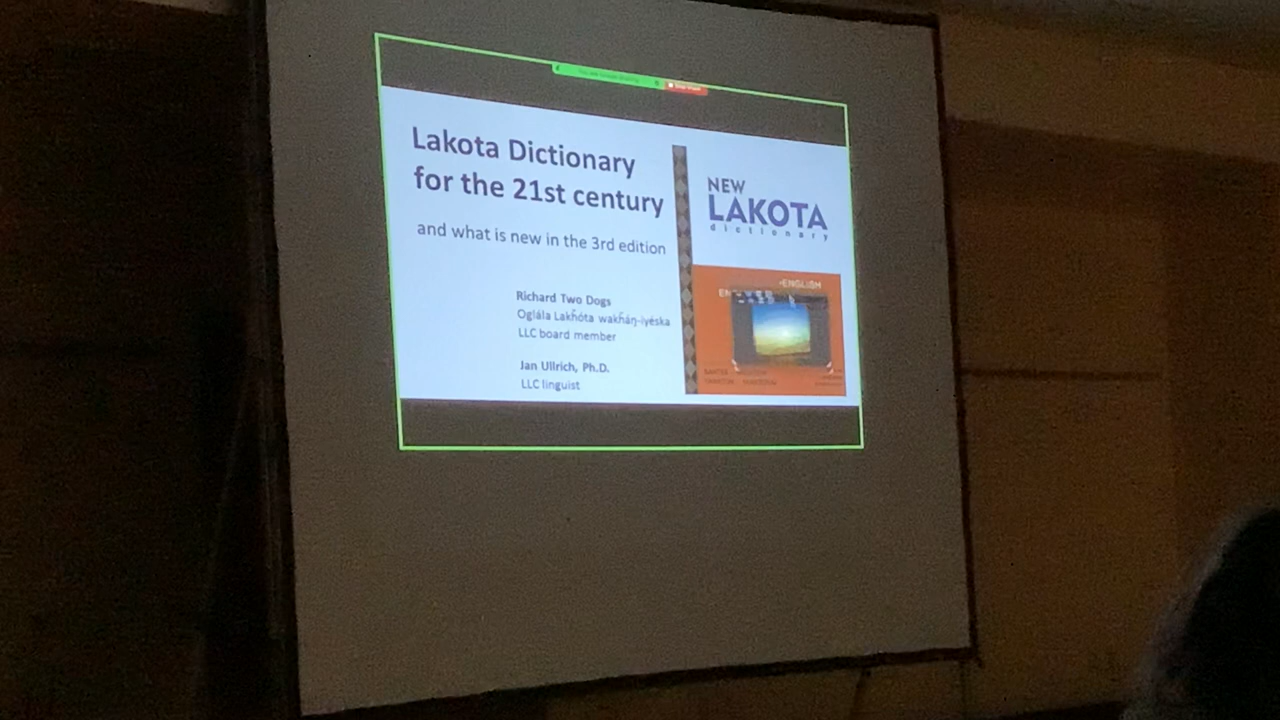 Lakota Dictionary
for the 21st century
and what is new in the 3rd edition
Richard Two Dogs
Oglála Lakȟóta wakȟáŋ-iyéska
LLC board member
Jan Ullrich, Ph.D.
LLC linguist
NEW
LAKOTA
dictionary
-ENGLISH